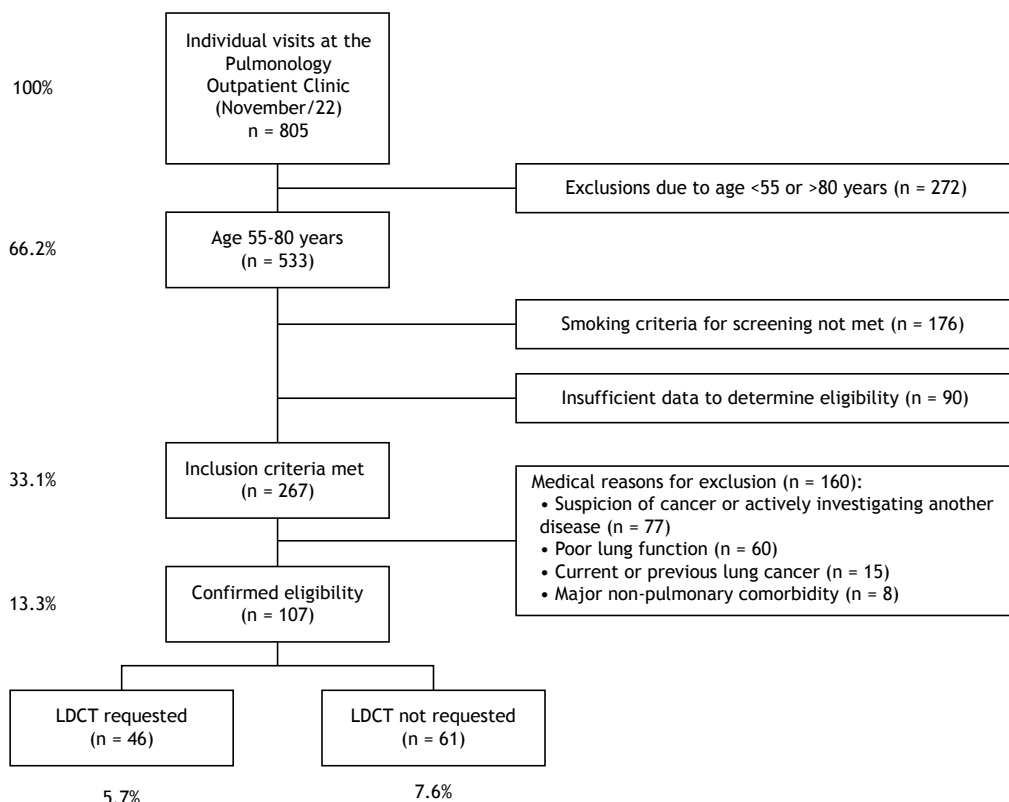 100%
Individual visits at the
Pulmonology
Outpatient Clinic
(November/22)
n = 805
Exclusions due to age <55 or >80 years (n = 272)
66.2%
Age 55-80 years
(n = 533)
Smoking criteria for screening not met (n = 176)
Insufficient data to determine eligibility (n = 90)
33.1%
Inclusion criteria met
(n = 267)
Medical reasons for exclusion (n = 160):
• Suspicion of cancer or actively investigating another
disease (n = 77)
• Poor lung function (n = 60)
• Current or previous lung cancer (n = 15)
• Major non-pulmonary comorbidity (n = 8)
13.3%
Confirmed eligibility
(n = 107)
LDCT requested
(n = 46)
LDCT not requested
(n = 61)
5.7%
7.6%